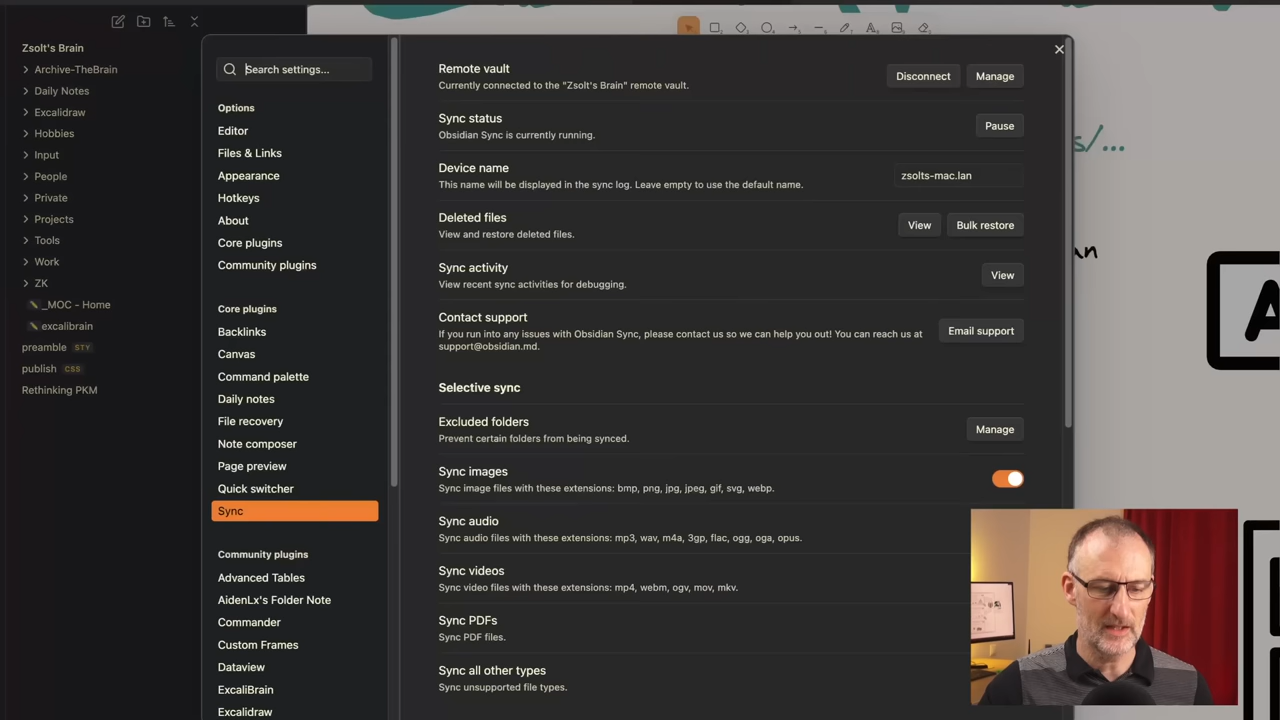 Zsolt's Brain
Archive-TheBrain
Daily Notes
Excalidraw
Hobbies
Input
People
Private
Projects
Tools
Work
ZK
_MOC - Home
excalibrain
preamble STY
publish CSS
Rethinking PKM
Search settings...
Options
Editor
Files & Links
Appearance
Hotkeys
About
Core plugins
Community plugins
Core plugins
Backlinks
Canvas
Command palette
Daily notes
File recovery
Note composer
Page preview
Quick switcher
Sync
Community plugins
Advanced Tables
AidenLx's Folder Note
Commander
Custom Frames
Dataview
ExcaliBrain
Excalidraw
Remote vault
Currently connected to the "Zsolt's Brain" remote vault.
Disconnect
Manage
Sync status
Obsidian Sync is currently running.
Pause
Device name
This name will be displayed in the sync log. Leave empty to use the default name.
zsolts-mac.lan
Deleted files
View and restore deleted files.
View
Bulk restore
Sync activity
View recent sync activities for debugging.
View
Contact support
If you run into any issues with Obsidian Sync, please contact us so we can help you out! You can reach us at
support@obsidian.md.
Email support
Selective sync
Excluded folders
Prevent certain folders from being synced.
Manage
Sync images
Sync image files with these extensions: bmp, png, jpg, jpeg, gif, svg, webp.
Sync audio
Sync audio files with these extensions: mp3, wav, m4a, 3gp, flac, ogg, oga, opus.
Sync videos
Sync video files with these extensions: mp4, webm, ogv, mov, mkv.
Sync PDFs
Sync PDF files.
Sync all other types
Sync unsupported file types.
s/...
an
A